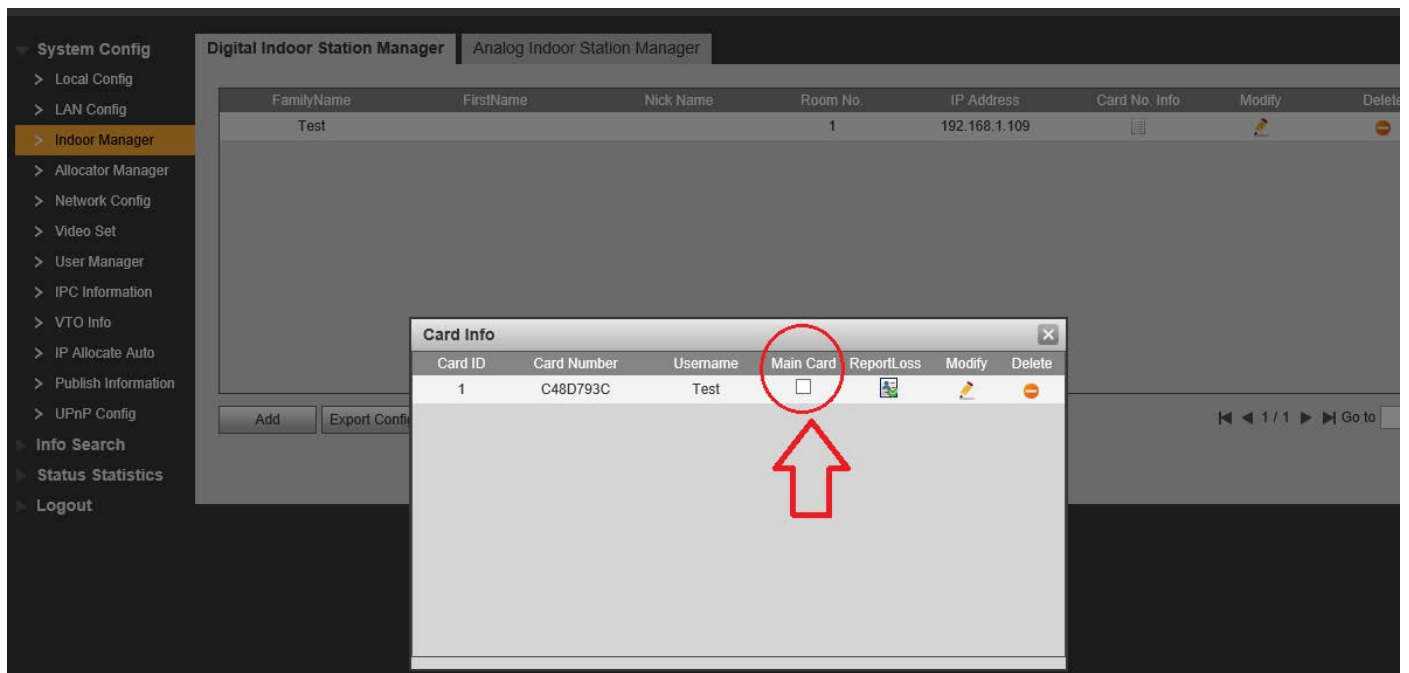 System Config
Local Config
LAN Config
Indoor Manager
Allocator Manager
Network Config
Video Set
User Manager
IPC Information
VTO Info
IP Allocate Auto
Publish Information
UPnP Config
Info Search
Status Statistics
Logout
Digital Indoor Station Manager Analog Indoor Station Manager
FamilyName FirstName Nick Name Room No. IP Address Card No. Info Modify Delete
Test 1 192.168.1.109
Add Export Config 1 / 1 Go to
Card Info
Card ID Card Number Username Main Card ReportLoss Modify Delete
1 C48D793C Test